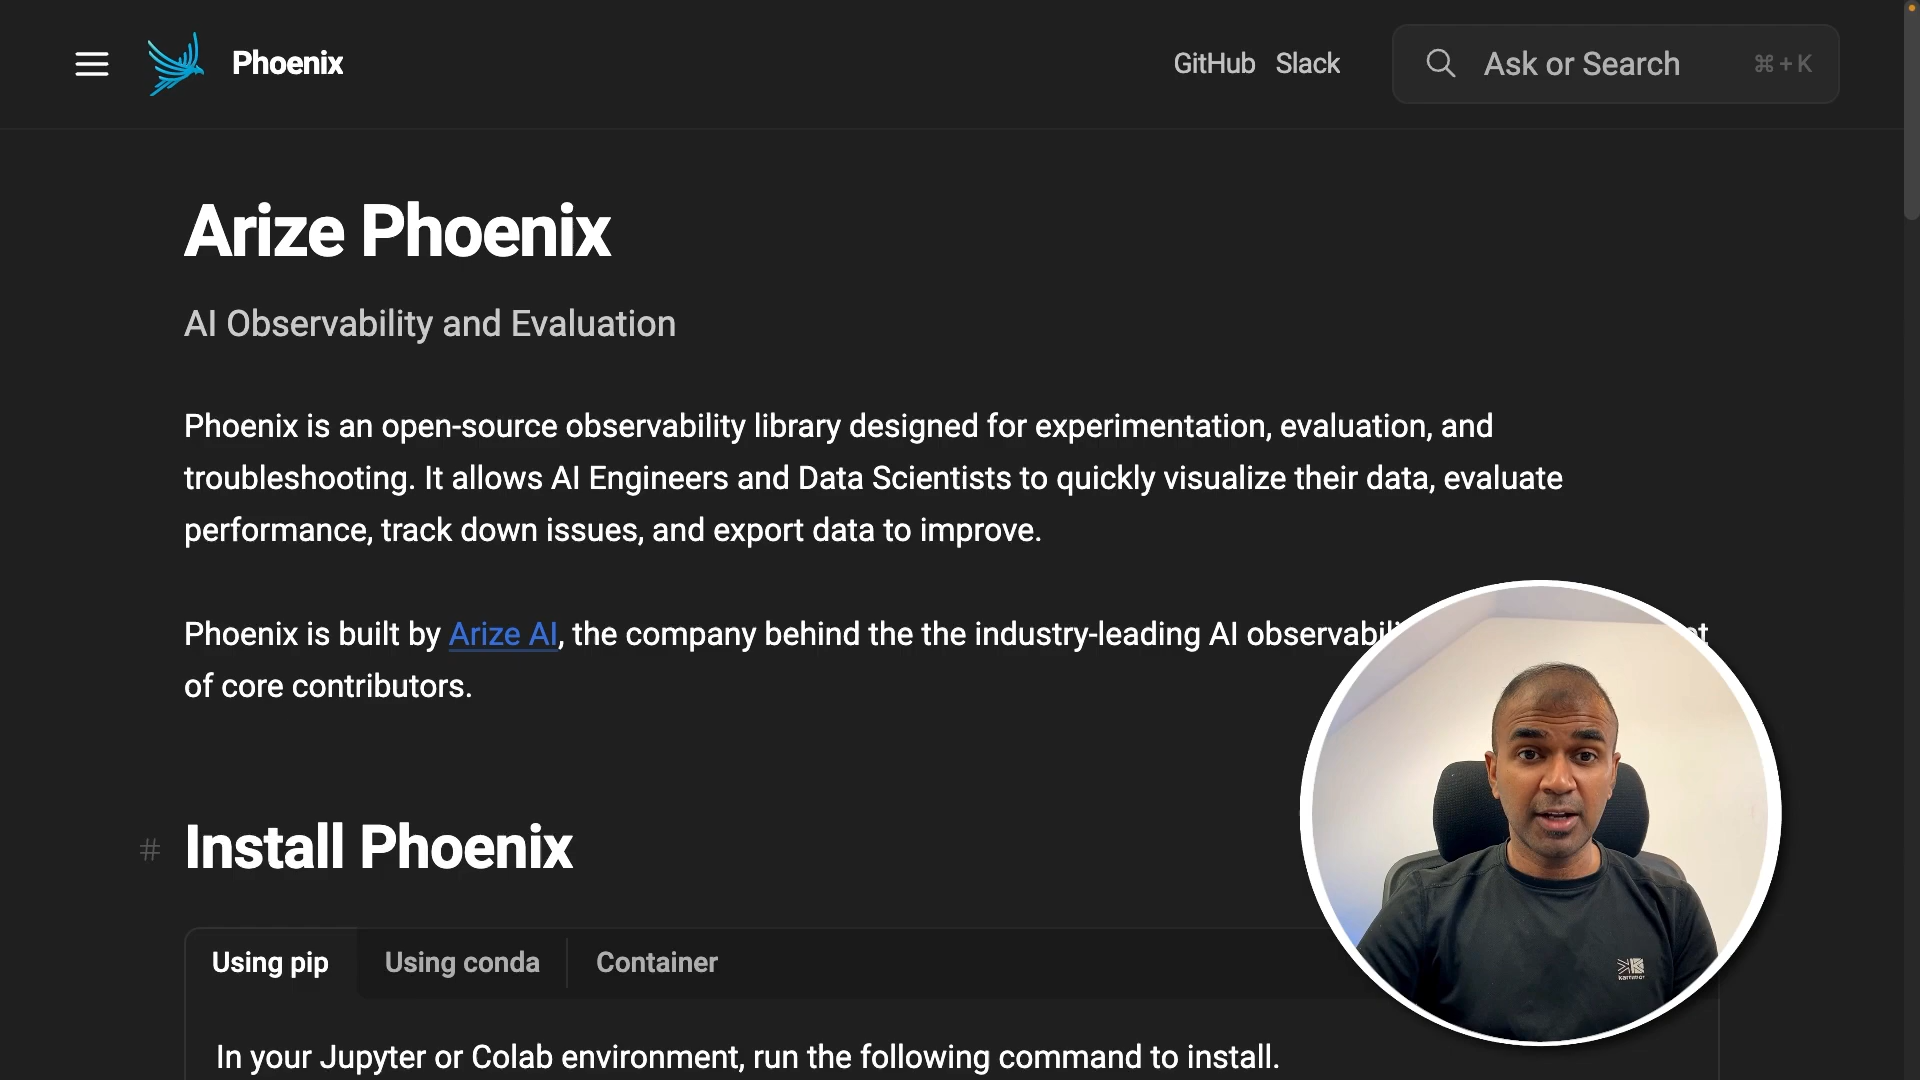 Phoenix
GitHub Slack
Ask or Search
⌘ + K
Arize Phoenix
AI Observability and Evaluation
Phoenix is an open-source observability library designed for experimentation, evaluation, and
troubleshooting. It allows AI Engineers and Data Scientists to quickly visualize their data, evaluate
performance, track down issues, and export data to improve.
Phoenix is built by Arize AI, the company behind the the industry-leading AI
of core contributors.
# Install Phoenix
Using pip
Using conda
Container
In your Jupyter or Colab environment, run the following command to install.